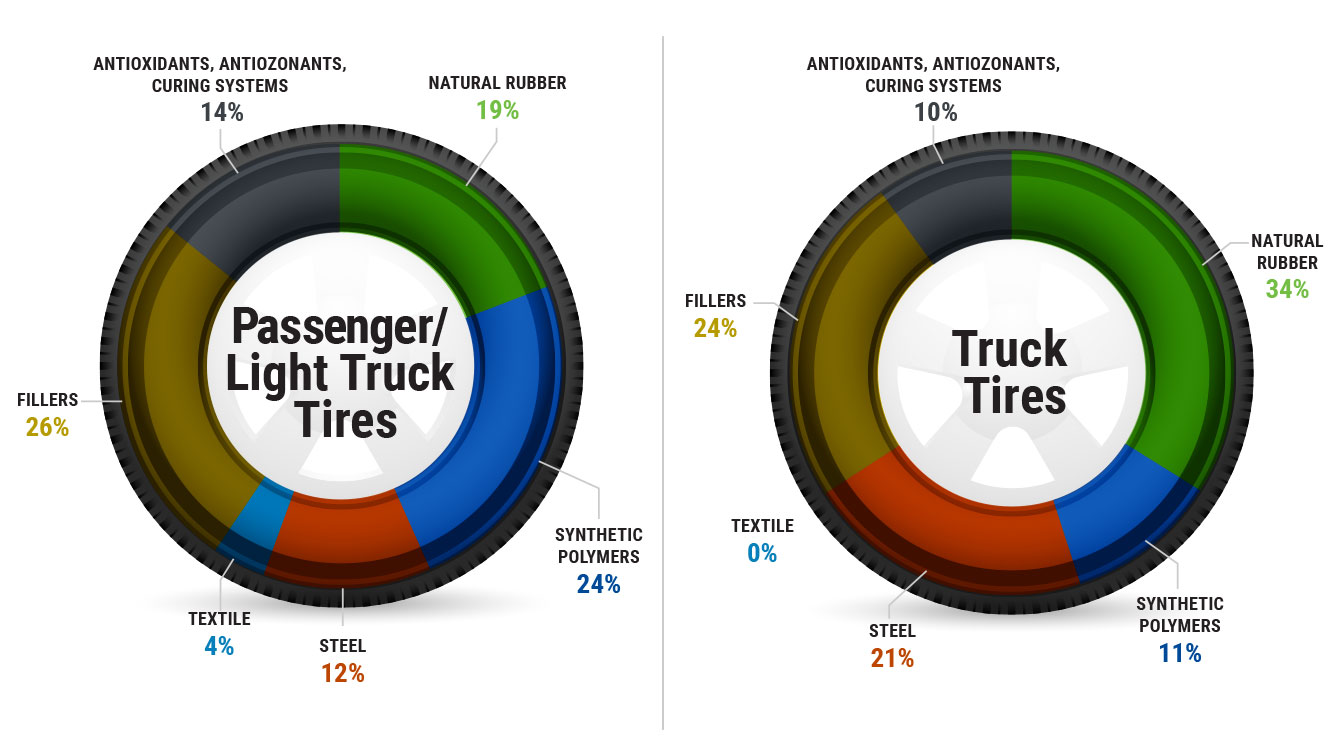 ANTIOXIDANTS, ANTIOZONANTS,
CURING SYSTEMS
14%
NATURAL RUBBER
19%
FILLERS
26%
Passenger/
Light Truck
Tires
SYNTHETIC
POLYMERS
24%
TEXTILE
4%
STEEL
12%
ANTIOXIDANTS, ANTIOZONANTS,
CURING SYSTEMS
10%
NATURAL
RUBBER
34%
FILLERS
24%
Truck
Tires
TEXTILE
0%
SYNTHETIC
POLYMERS
11%
STEEL
21%